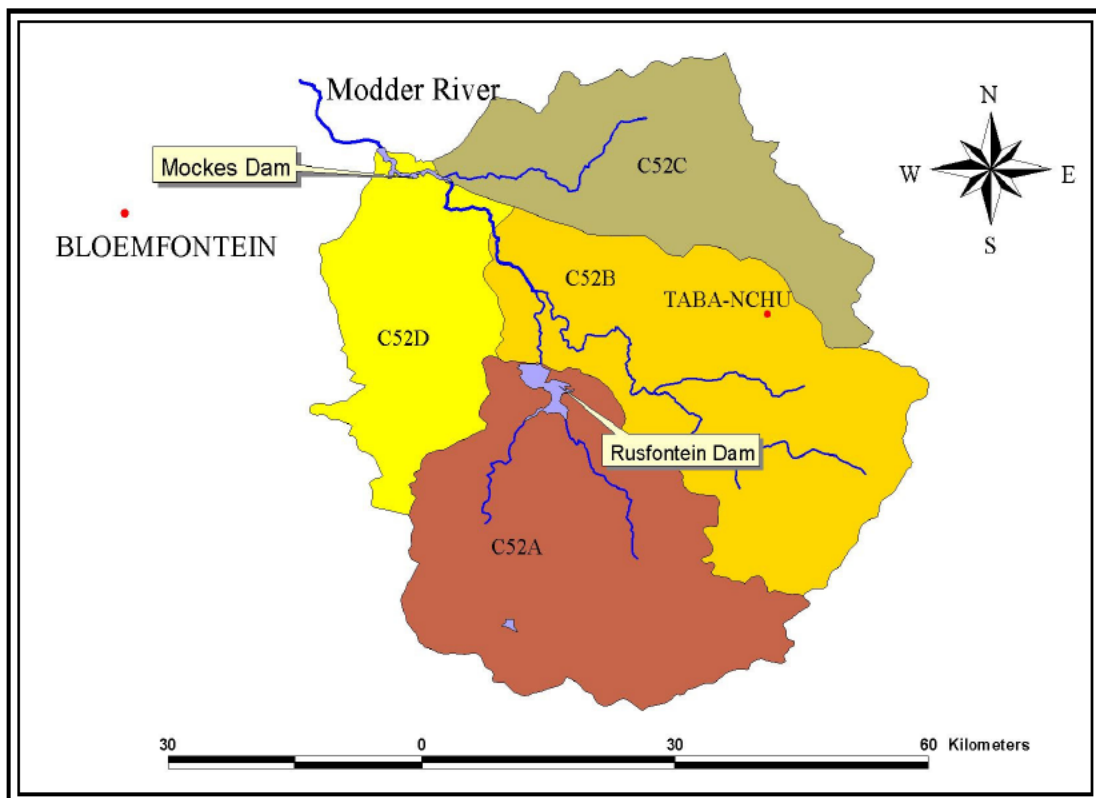 Modder River
Mockes Dam
BLOEMFONTEIN
C52C
N
W
E
S
C52B
TABA-NCHU
C52D
Rusfontein Dam
C52A
30
0
30
60 Kilometers